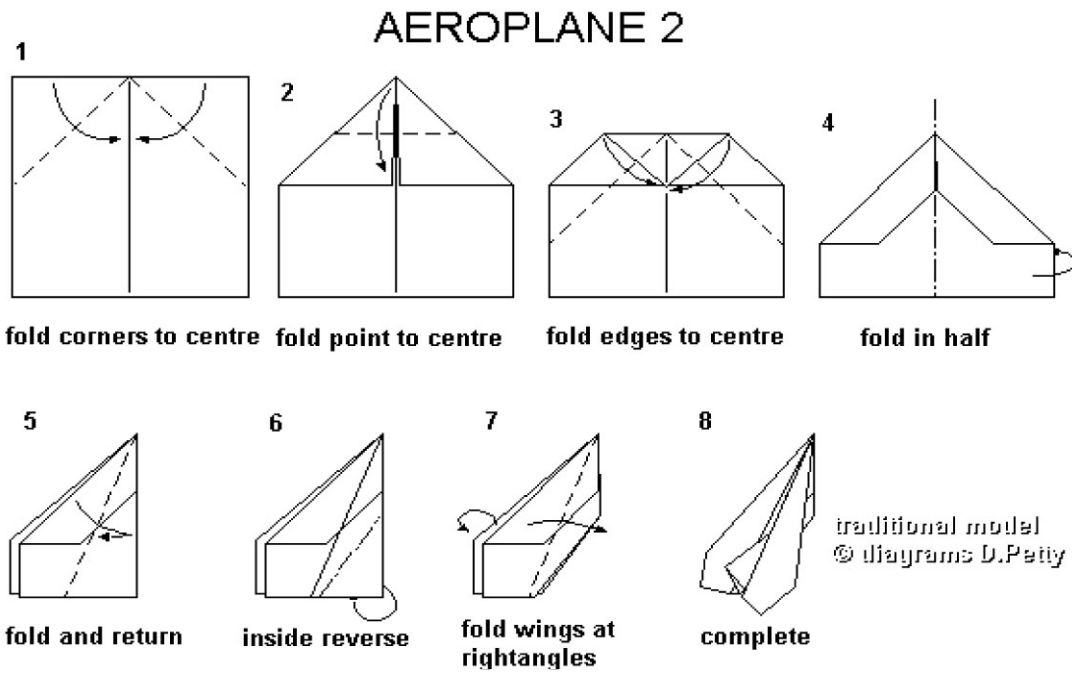 AEROPLANE 2
1
2
3
4
fold corners to centre
fold point to centre
fold edges to centre
fold in half
5
6
7
8
traditional model
© diagrams D.Petty
fold and return
inside reverse
fold wings at
rightangles
complete